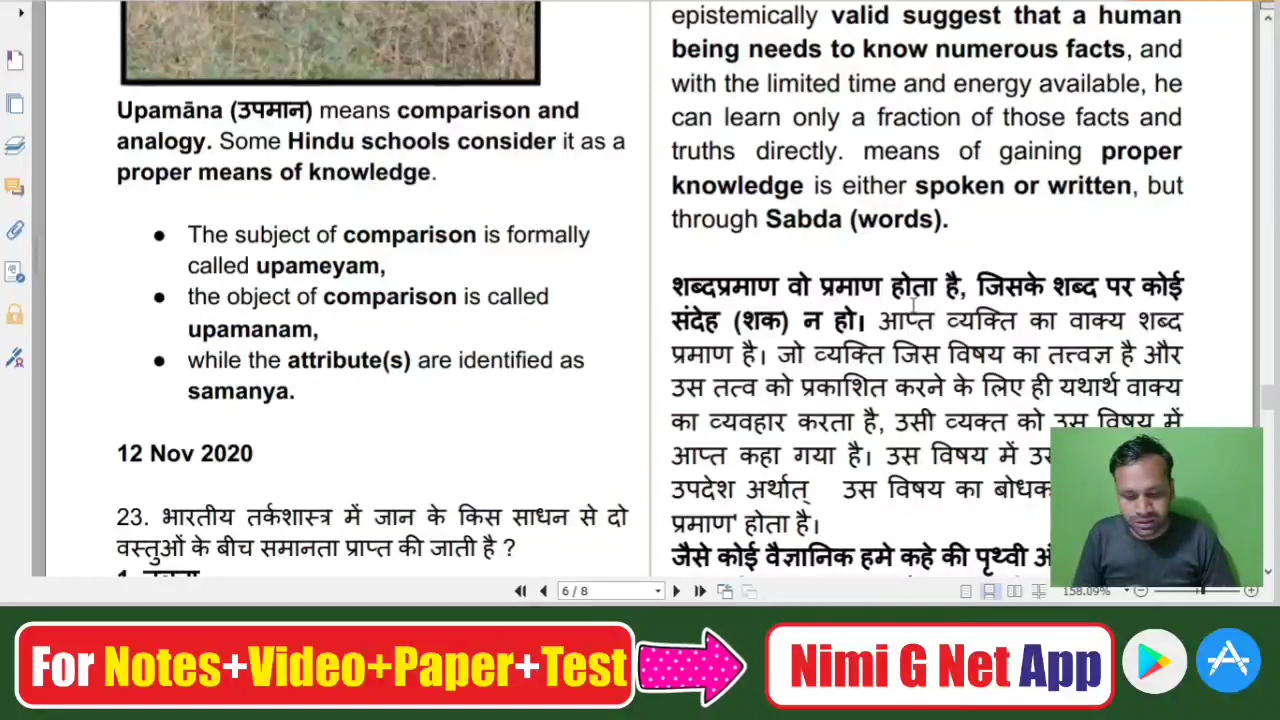 Upamāna (उपमान) means comparison and
analogy. Some Hindu schools consider it as a
proper means of knowledge.
● The subject of comparison is formally
called upameyam,
● the object of comparison is called
upamanam,
● while the attribute(s) are identified as
samanya.
12 Nov 2020
23. भारतीय तर्कशास्त्र में जान के किस साधन से दो
वस्तुओं के बीच समानता प्राप्त की जाती है ?
epistemically valid suggest that a human
being needs to know numerous facts, and
with the limited time and energy available, he
can learn only a fraction of those facts and
truths directly. means of gaining proper
knowledge is either spoken or written, but
through Sabda (words).
शब्दप्रमाण वो प्रमाण होता है, जिसके शब्द पर कोई
संदेह (शक) न हो। आप्त व्यक्ति का वाक्य शब्द
प्रमाण है। जो व्यक्ति जिस विषय का तत्त्वज्ञ है और
उस तत्व को प्रकाशित करने के लिए ही यथार्थ वाक्य
का व्यवहार करता है, उसी व्यक्त को उस विषय में
आप्त कहा गया है। उस विषय में
उपदेश अर्थात् उस विषय का बोधक
प्रमाण' होता है।
जैसे कोई वैज्ञानिक हमे कहे की पृथ्वी
6 / 8
158.09%
For Notes+Video+Paper+Test
Nimi G Net App